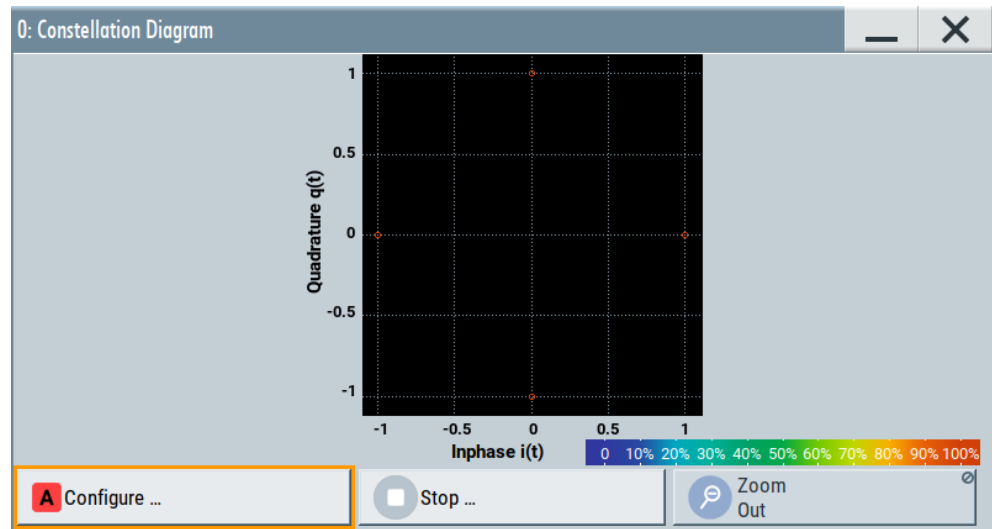 0: Constellation Diagram
1
0.5
0
-0.5
-1
Quadrature q(t)
-1 -0.5 0 0.5 1
Inphase i(t)
0 10% 20% 30% 40% 50% 60% 70% 80% 90% 100%
A Configure ...
Stop ...
Zoom
Out